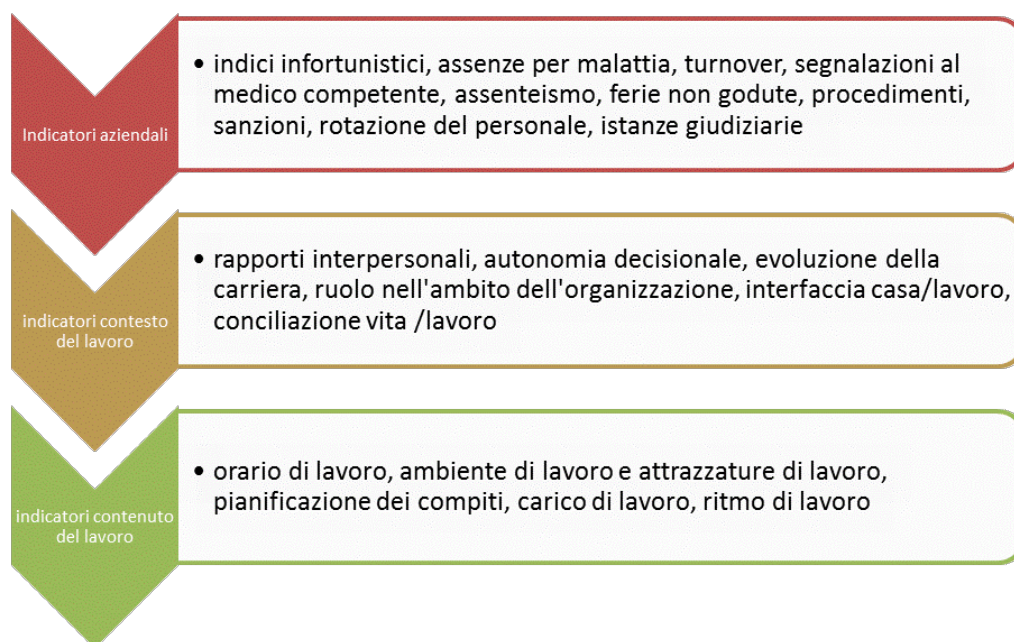 Indicatori aziendali
• indici infortunistici, assenze per malattia, turnover, segnalazioni al
medico competente, assenteismo, ferie non godute, procedimenti,
sanzioni, rotazione del personale, istanze giudiziarie
indicatori contesto
del lavoro
• rapporti interpersonali, autonomia decisionale, evoluzione della
carriera, ruolo nell'ambito dell'organizzazione, interfaccia casa/lavoro,
conciliazione vita /lavoro
indicatori contenuto
del lavoro
• orario di lavoro, ambiente di lavoro e attrazzature di lavoro,
pianificazione dei compiti, carico di lavoro, ritmo di lavoro